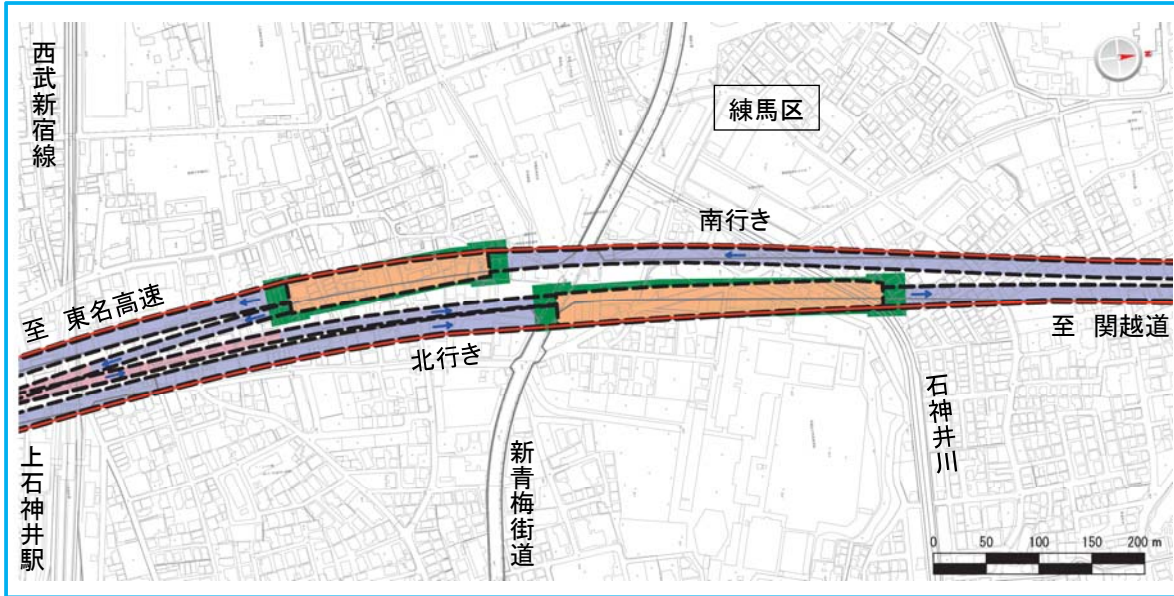 西武新宿線
練馬区
南行き
至 東名高速
北行き
至 関越道
石神井川
新青梅街道
上石神井駅
0 50 100 150 200 m